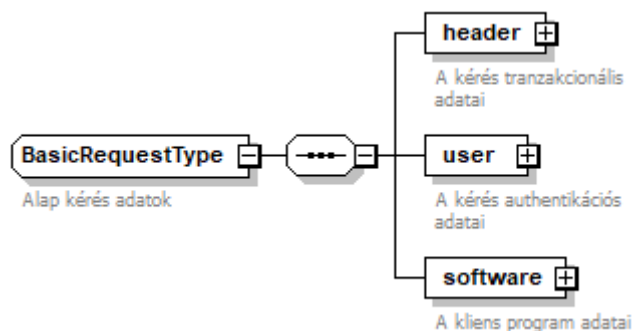 header
A kérés tranzakcionális
adatai
BasicRequestType
Alap kérés adatok
user
A kérés authentikációs
adatai
software
A kliens program adatai